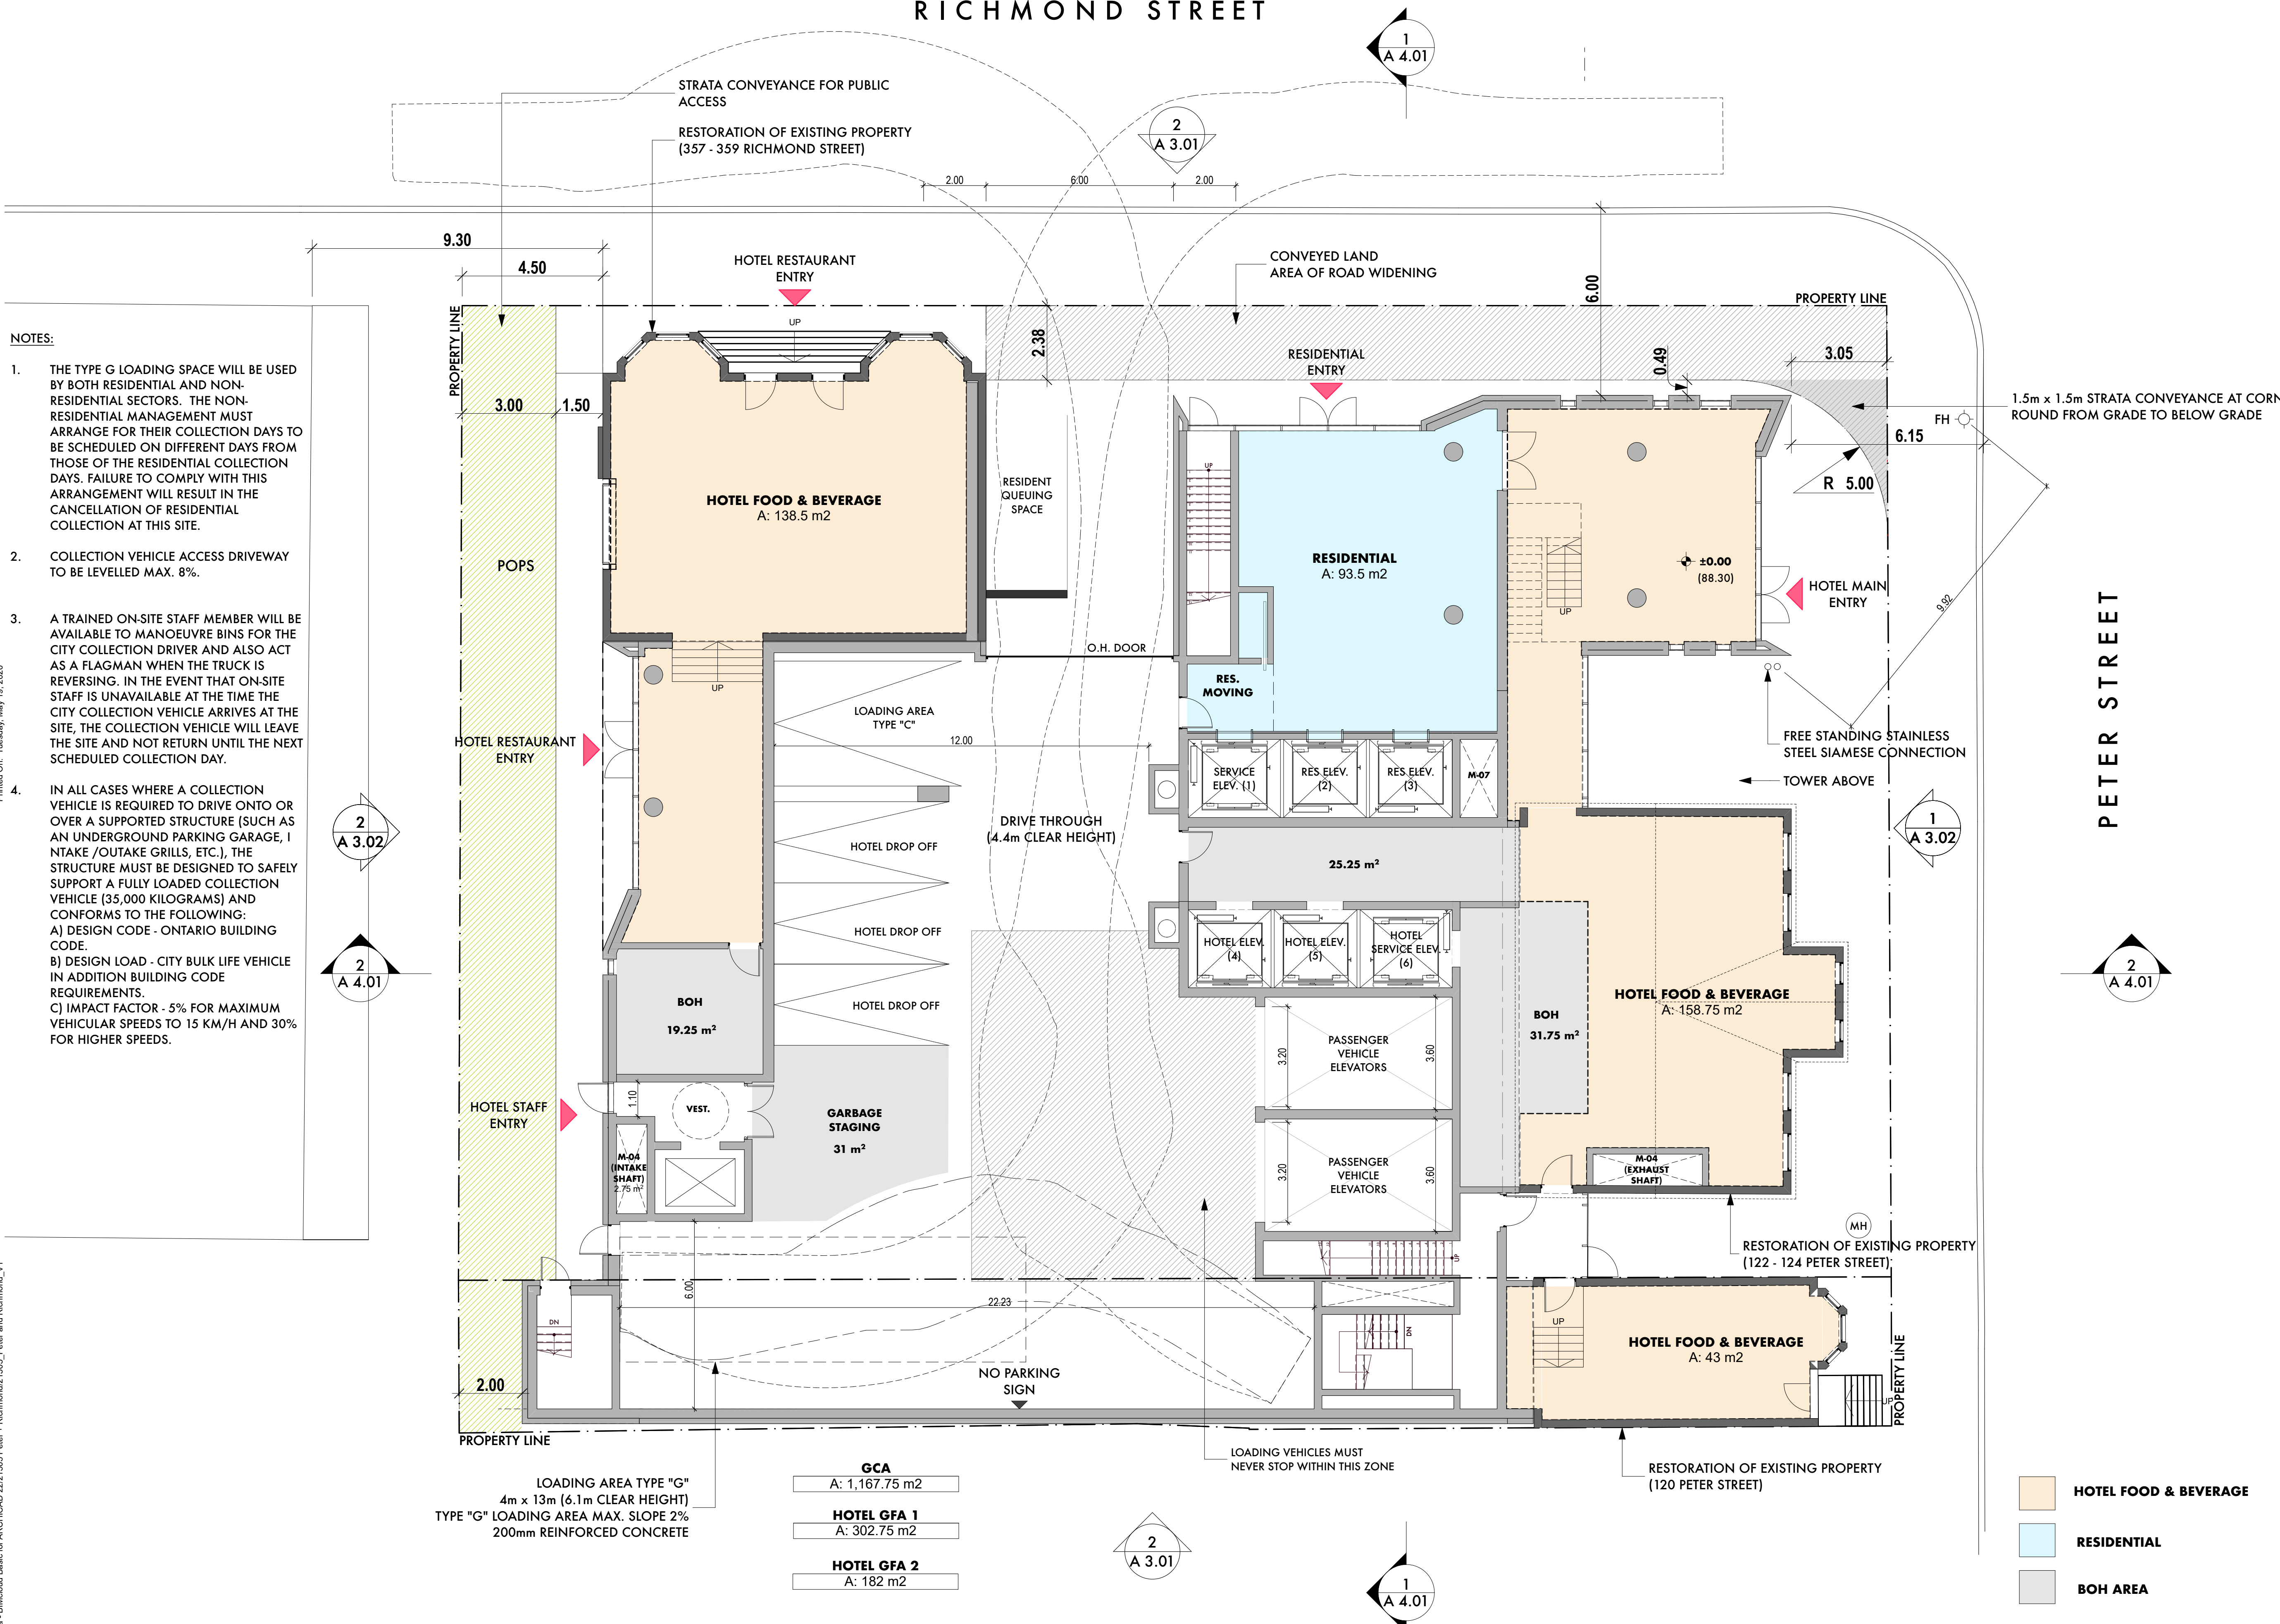 RICHMOND STREET
1
A 4.01
STRATA CONVEYANCE FOR PUBLIC
ACCESS
RESTORATION OF EXISTING PROPERTY
(357 - 359 RICHMOND STREET)
2
A 3.01
2.00
6.00
2.00
9.30
4.50
HOTEL RESTAURANT
ENTRY
CONVEYED LAND
AREA OF ROAD WIDENING
6.00
PROPERTY LINE
PROPERTY LINE
UP
2.38
RESIDENTIAL
ENTRY
0.49
3.05
3.00
1.50
1.5m x 1.5m STRATA CONVEYANCE AT CORN
ROUND FROM GRADE TO BELOW GRADE
FH
6.15
R 5.00
9.92
NOTES:
1. THE TYPE G LOADING SPACE WILL BE USED
BY BOTH RESIDENTIAL AND NON-
RESIDENTIAL SECTORS. THE NON-
RESIDENTIAL MANAGEMENT MUST
ARRANGE FOR THEIR COLLECTION DAYS TO
BE SCHEDULED ON DIFFERENT DAYS FROM
THOSE OF THE RESIDENTIAL COLLECTION
DAYS. FAILURE TO COMPLY WITH THIS
ARRANGEMENT WILL RESULT IN THE
CANCELLATION OF RESIDENTIAL
COLLECTION AT THIS SITE.
2. COLLECTION VEHICLE ACCESS DRIVEWAY
TO BE LEVELLED MAX. 8%.
3. A TRAINED ON-SITE STAFF MEMBER WILL BE
AVAILABLE TO MANOEUVRE BINS FOR THE
CITY COLLECTION DRIVER AND ALSO ACT
AS A FLAGMAN WHEN THE TRUCK IS
REVERSING. IN THE EVENT THAT ON-SITE
STAFF IS UNAVAILABLE AT THE TIME THE
CITY COLLECTION VEHICLE ARRIVES AT THE
SITE, THE COLLECTION VEHICLE WILL LEAVE
THE SITE AND NOT RETURN UNTIL THE NEXT
SCHEDULED COLLECTION DAY.
4. IN ALL CASES WHERE A COLLECTION
VEHICLE IS REQUIRED TO DRIVE ONTO OR
OVER A SUPPORTED STRUCTURE (SUCH AS
AN UNDERGROUND PARKING GARAGE, I
NTAKE /OUTAKE GRILLS, ETC.), THE
STRUCTURE MUST BE DESIGNED TO SAFELY
SUPPORT A FULLY LOADED COLLECTION
VEHICLE (35,000 KILOGRAMS) AND
CONFORMS TO THE FOLLOWING:
A) DESIGN CODE - ONTARIO BUILDING
CODE.
B) DESIGN LOAD - CITY BULK LIFE VEHICLE
IN ADDITION BUILDING CODE
REQUIREMENTS.
C) IMPACT FACTOR - 5% FOR MAXIMUM
VEHICULAR SPEEDS TO 15 KM/H AND 30%
FOR HIGHER SPEEDS.
POPS
HOTEL FOOD & BEVERAGE
A: 138.5 m2
RESIDENT
QUEUING
SPACE
UP
RESIDENTIAL
A: 93.5 m2
±0.00
(88.30)
UP
HOTEL MAIN
ENTRY
PETER STREET
O.H. DOOR
UP
RES.
MOVING
LOADING AREA
TYPE "C"
12.00
HOTEL RESTAURANT
ENTRY
FREE STANDING STAINLESS
STEEL SIAMESE CONNECTION
TOWER ABOVE
SERVICE
ELEV. (1)
RES.ELEV.
(2)
RES.ELEV.
(3)
M-07
DRIVE THROUGH
(4.4m CLEAR HEIGHT)
2
A 3.02
1
A 3.02
HOTEL DROP OFF
25.25 m²
HOTEL DROP OFF
HOTEL ELEV.
(4)
HOTEL ELEV.
(5)
HOTEL
SERVICE ELEV.
(6)
2
A 4.01
2
A 4.01
BOH
19.25 m²
HOTEL DROP OFF
BOH
31.75 m²
HOTEL FOOD & BEVERAGE
A: 158.75 m2
3.20
PASSENGER
VEHICLE
ELEVATORS
3.60
HOTEL STAFF
ENTRY
1.10
VEST.
GARBAGE
STAGING
31 m²
M-04
(INTAKE
SHAFT)
2.75 m²
3.20
PASSENGER
VEHICLE
ELEVATORS
3.60
M-04
(EXHAUST
SHAFT)
MH
RESTORATION OF EXISTING PROPERTY
(122 - 124 PETER STREET)
UP
6.00
22.23
DN
DN
UP
HOTEL FOOD & BEVERAGE
A: 43 m2
UP
PROPERTY LINE
2.00
NO PARKING
SIGN
PROPERTY LINE
LOADING VEHICLES MUST
NEVER STOP WITHIN THIS ZONE
RESTORATION OF EXISTING PROPERTY
(120 PETER STREET)
LOADING AREA TYPE "G"
4m x 13m (6.1m CLEAR HEIGHT)
TYPE "G" LOADING AREA MAX. SLOPE 2%
200mm REINFORCED CONCRETE
GCA
A: 1,167.75 m2
HOTEL GFA 1
A: 302.75 m2
HOTEL GFA 2
A: 182 m2
2
A 3.01
1
A 4.01
HOTEL FOOD & BEVERAGE
RESIDENTIAL
BOH AREA